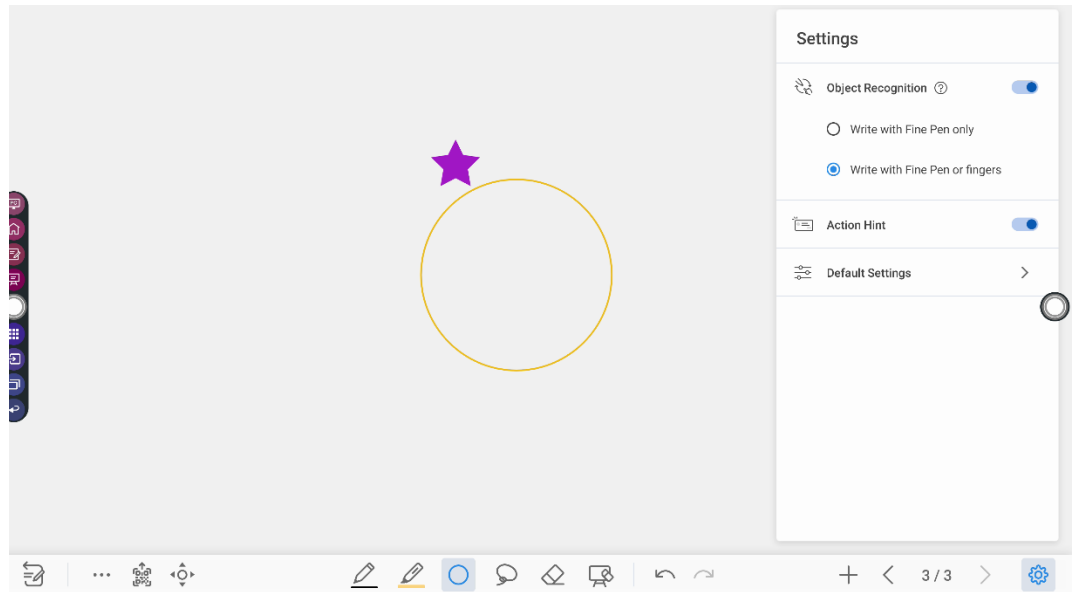 Settings
Object Recognition ?
Write with Fine Pen only
Write with Fine Pen or fingers
Action Hint
Default Settings
3 / 3